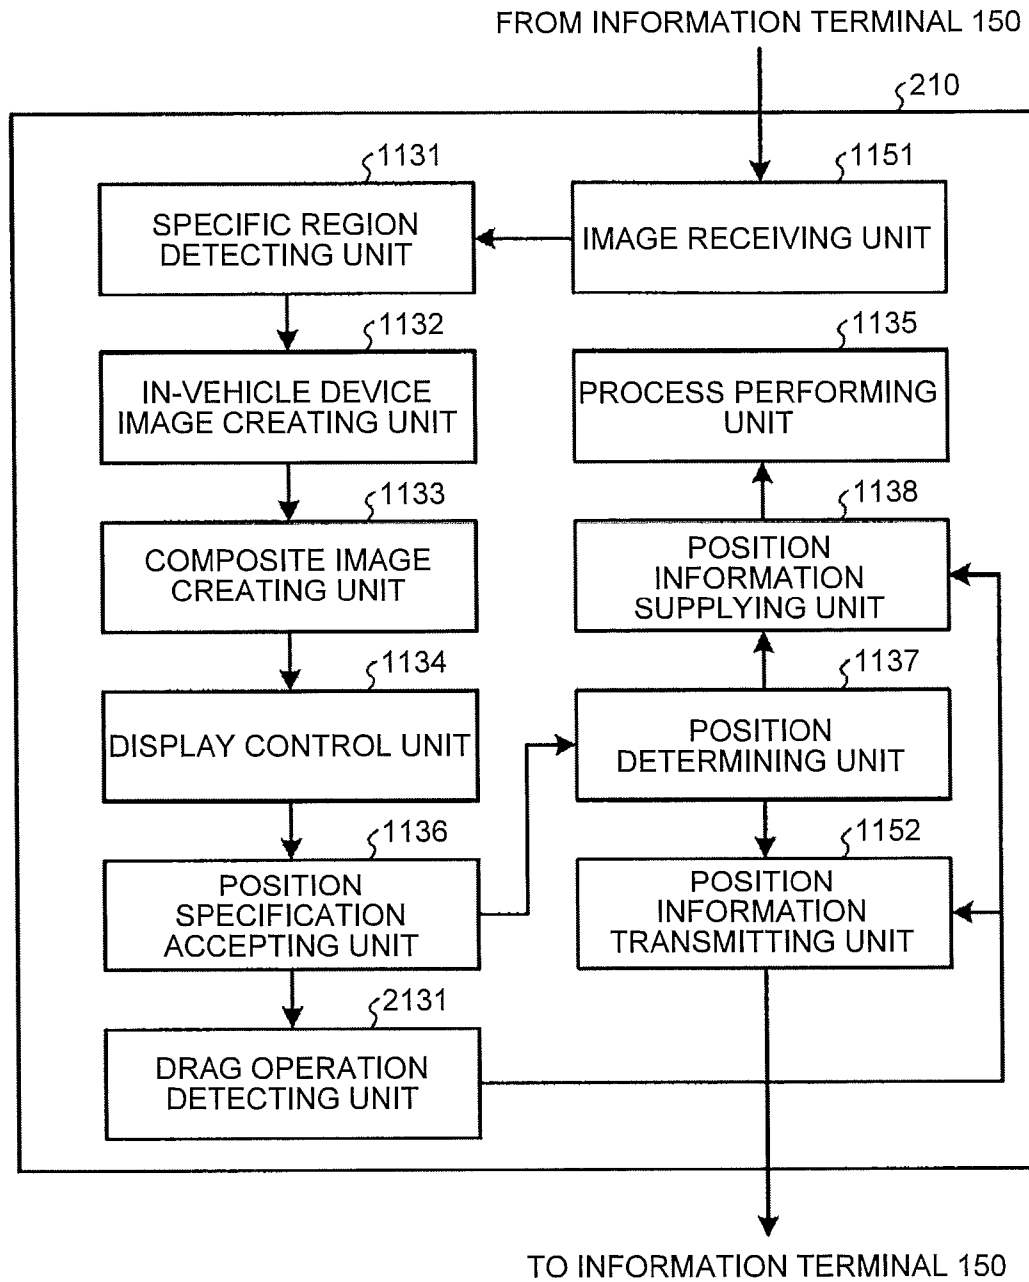 FROM INFORMATION TERMINAL 150
210
1131
SPECIFIC REGION
DETECTING UNIT
1151
IMAGE RECEIVING UNIT
1132
IN-VEHICLE DEVICE
IMAGE CREATING UNIT
1135
PROCESS PERFORMING
UNIT
1133
COMPOSITE IMAGE
CREATING UNIT
1138
POSITION
INFORMATION
SUPPLYING UNIT
1134
DISPLAY CONTROL UNIT
1137
POSITION
DETERMINING UNIT
1136
POSITION
SPECIFICATION
ACCEPTING UNIT
1152
POSITION
INFORMATION
TRANSMITTING UNIT
2131
DRAG OPERATION
DETECTING UNIT
TO INFORMATION TERMINAL 150